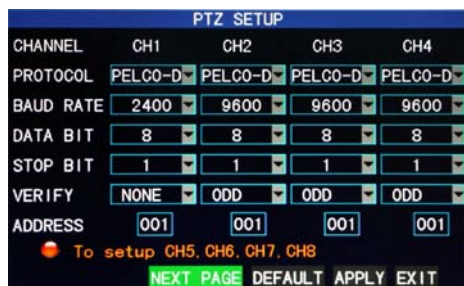 PTZ SETUP
CHANNEL CH1 CH2 CH3 CH4
PROTOCOL PELCO-D PELCO-D PELCO-D PELCO-D
BAUD RATE 2400 9600 9600 9600
DATA BIT 8 8 8 8
STOP BIT 1 1 1 1
VERIFY NONE ODD ODD ODD
ADDRESS 001 001 001 001
To setup CH5, CH6, CH7, CH8
NEXT PAGE DEFAULT APPLY EXIT